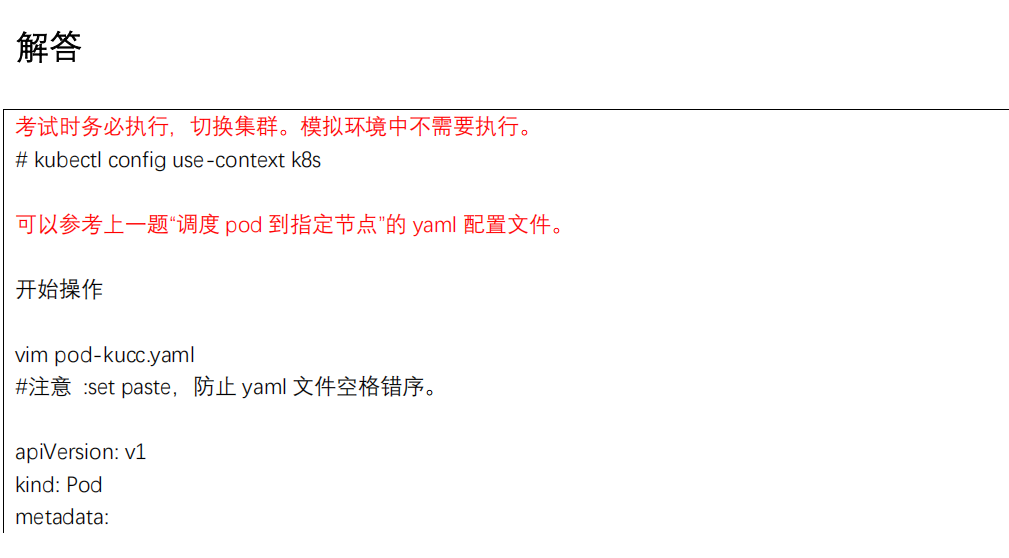 解答
考试时务必执行，切换集群。模拟环境中不需要执行。
# kubectl config use-context k8s
可以参考上一题“调度 pod 到指定节点”的 yaml 配置文件。
开始操作
vim pod-kucc.yaml
#注意 :set paste，防止 yaml 文件空格错序。
apiVersion: v1
kind: Pod
metadata: